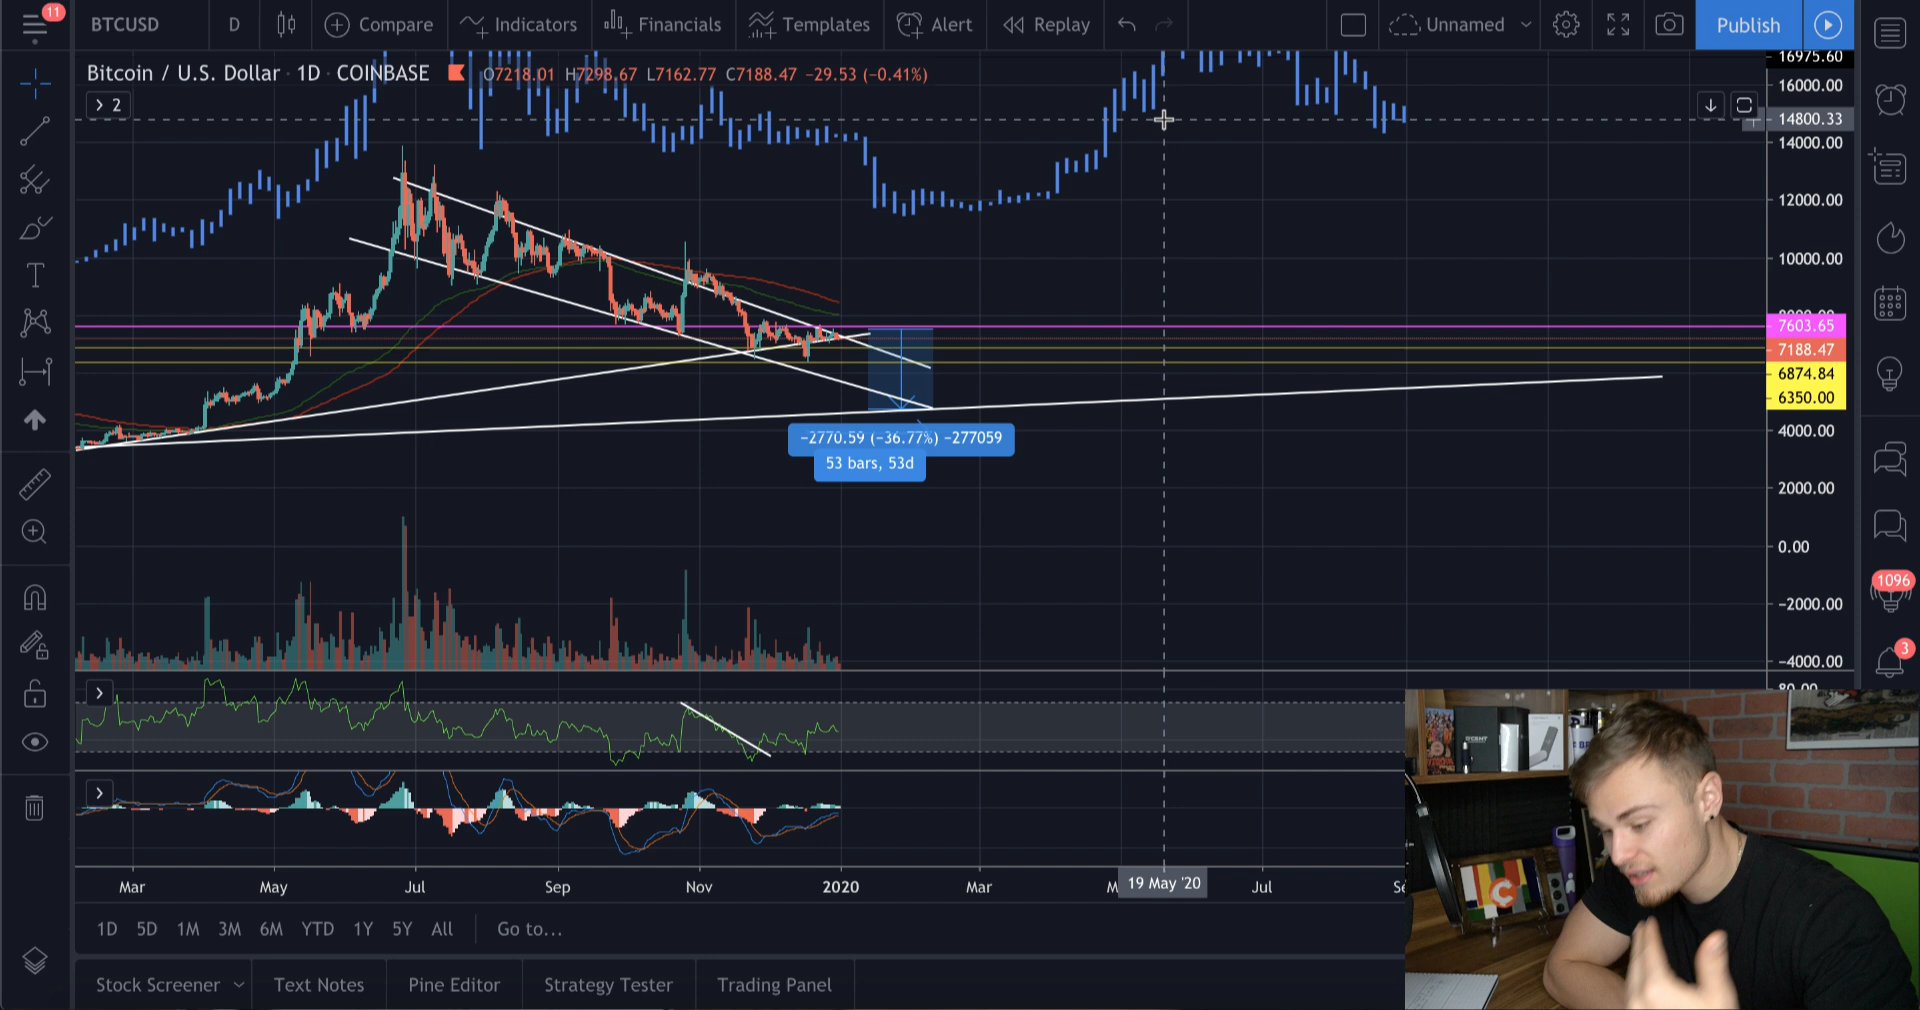 11
BTCUSD D Compare Indicators Financials Templates Alert Replay Unnamed Publish
Bitcoin / U.S. Dollar · 1D · COINBASE O7218.01 H7298.67 L7162.77 C7188.47 −29.53 (−0.41%)
> 2
16975.60
16000.00
14800.33
14000.00
12000.00
10000.00
7603.65
7188.47
6874.84
6350.00
4000.00
2000.00
0.00
−2000.00
−4000.00
−2770.59 (−36.77%) −277059
53 bars, 53d
1096
3
Mar May Jul Sep Nov 2020 Mar 19 May '20 Jul
1D 5D 1M 3M 6M YTD 1Y 5Y All Go to...
Stock Screener Text Notes Pine Editor Strategy Tester Trading Panel